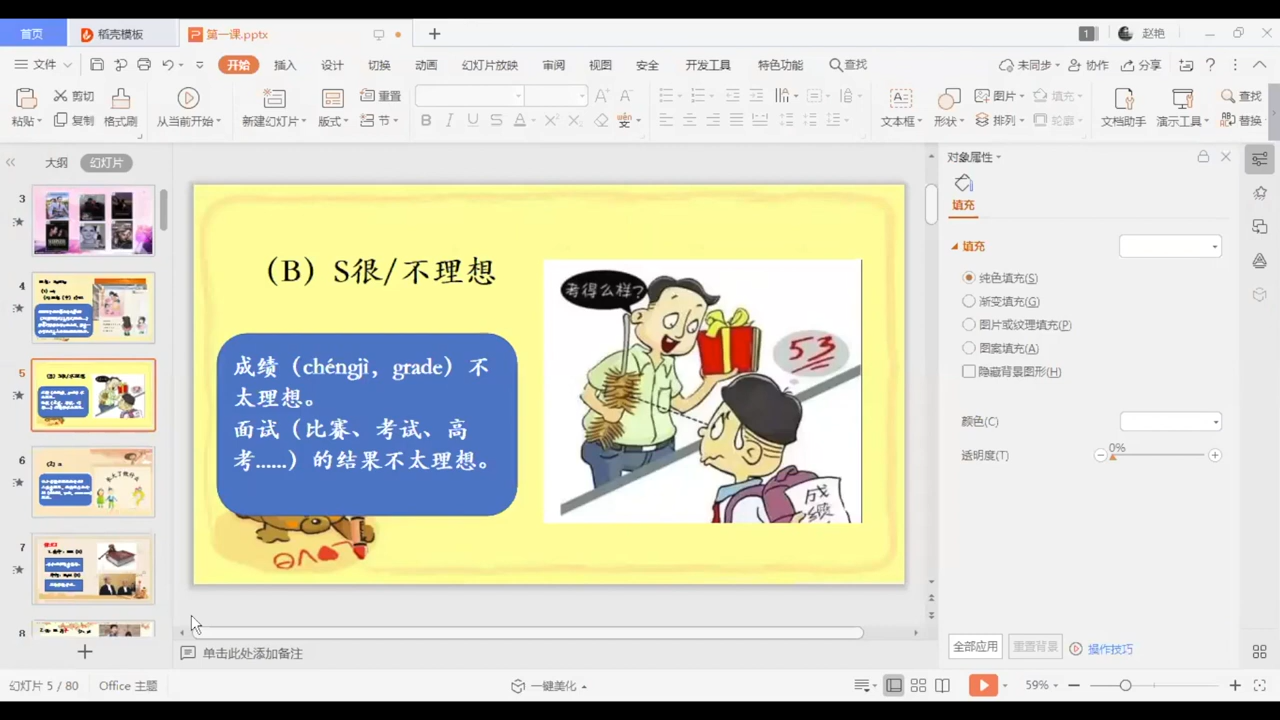 首页
稻壳模板
第一课.pptx
1
赵艳
文件
开始
插入
设计
切换
动画
幻灯片放映
审阅
视图
安全
开发工具
特色功能
查找
未同步
协作
分享
粘贴
剪切
复制
格式刷
从当前开始
新建幻灯片
版式
重置
节
B I U S A X² X₂
文本框
形状
图片
排列
填充
轮廓
文档助手
演示工具
查找
替换
大纲
幻灯片
3
4
5
6
7
8
(B) S很/不理想
成绩（chéngjì，grade）不
太理想。
面试（比赛、考试、高
考……）的结果不太理想。
考得么样?
53
成
绩
对象属性
填充
填充
纯色填充(S)
渐变填充(G)
图片或纹理填充(P)
图案填充(A)
隐藏背景图形(H)
颜色(C)
透明度(T)
0%
全部应用
重置背景
操作技巧
单击此处添加备注
幻灯片 5 / 80
Office 主题
一键美化
59%